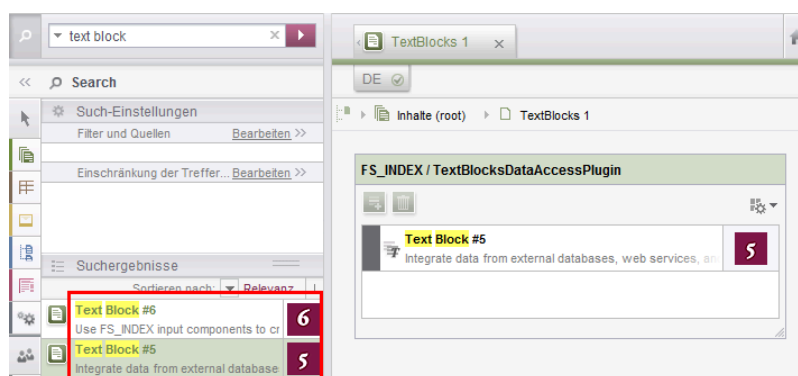 text block
Search
Such-Einstellungen
Filter und Quellen Bearbeiten >>
Einschränkung der Treffer... Bearbeiten >>
Suchergebnisse
Sortieren nach: Relevanz
Text Block #6
Use FS_INDEX input components to cr
6
Text Block #5
Integrate data from external database
5
TextBlocks 1
DE
Inhalte (root) TextBlocks 1
FS_INDEX / TextBlocksDataAccessPlugin
Text Block #5
Integrate data from external databases, web services, an
5